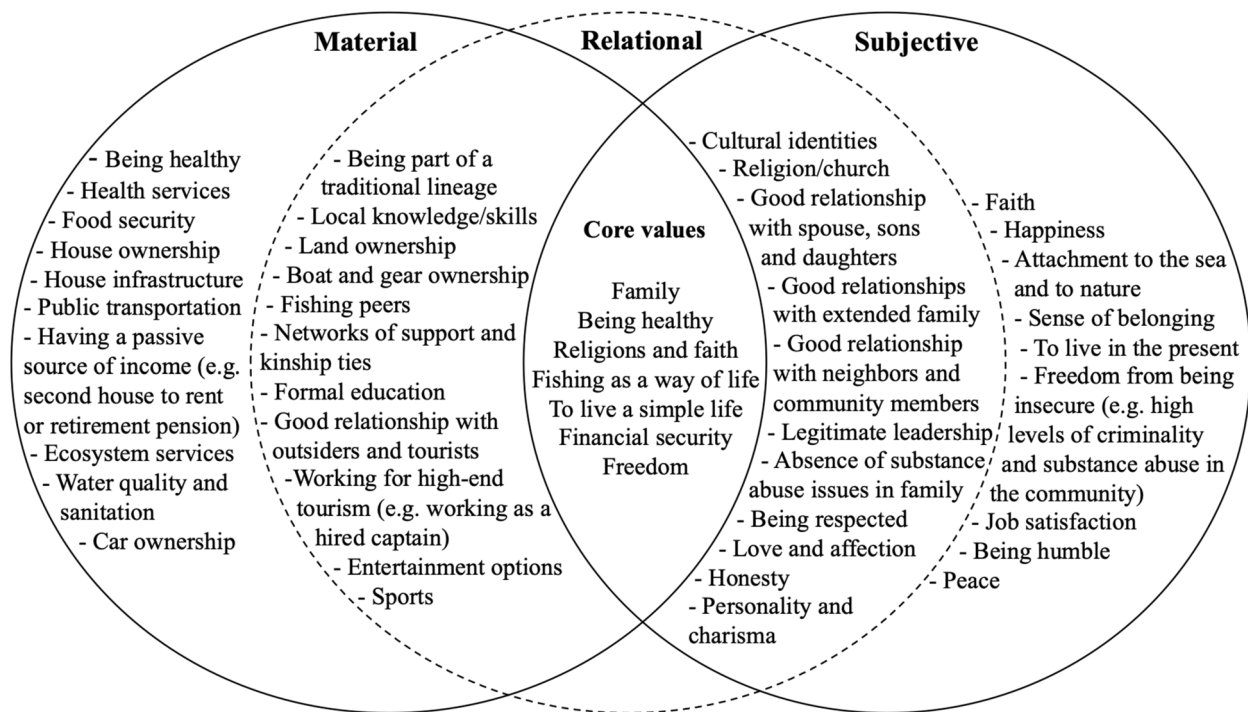 Material
Relational
Subjective
- Being healthy
- Health services
- Food security
- House ownership
- House infrastructure
- Public transportation
- Having a passive
source of income (e.g.
second house to rent
or retirement pension)
- Ecosystem services
- Water quality and
sanitation
- Car ownership
- Being part of a
traditional lineage
- Local knowledge/skills
- Land ownership
- Boat and gear ownership
- Fishing peers
- Networks of support and
kinship ties
- Formal education
- Good relationship with
outsiders and tourists
-Working for high-end
tourism (e.g. working as a
hired captain)
- Entertainment options
- Sports
Core values
Family
Being healthy
Religions and faith
Fishing as a way of life
To live a simple life
Financial security
Freedom
- Cultural identities
- Religion/church
- Good relationship
with spouse, sons
and daughters
- Good relationships
with extended family
- Good relationship
with neighbors and
community members
- Legitimate leadership
- Absence of substance
abuse issues in family
- Being respected
- Love and affection
- Honesty
- Personality and
charisma
- Faith
- Happiness
- Attachment to the sea
and to nature
- Sense of belonging
- To live in the present
- Freedom from being
insecure (e.g. high
levels of criminality
and substance abuse in
the community)
- Job satisfaction
- Being humble
- Peace